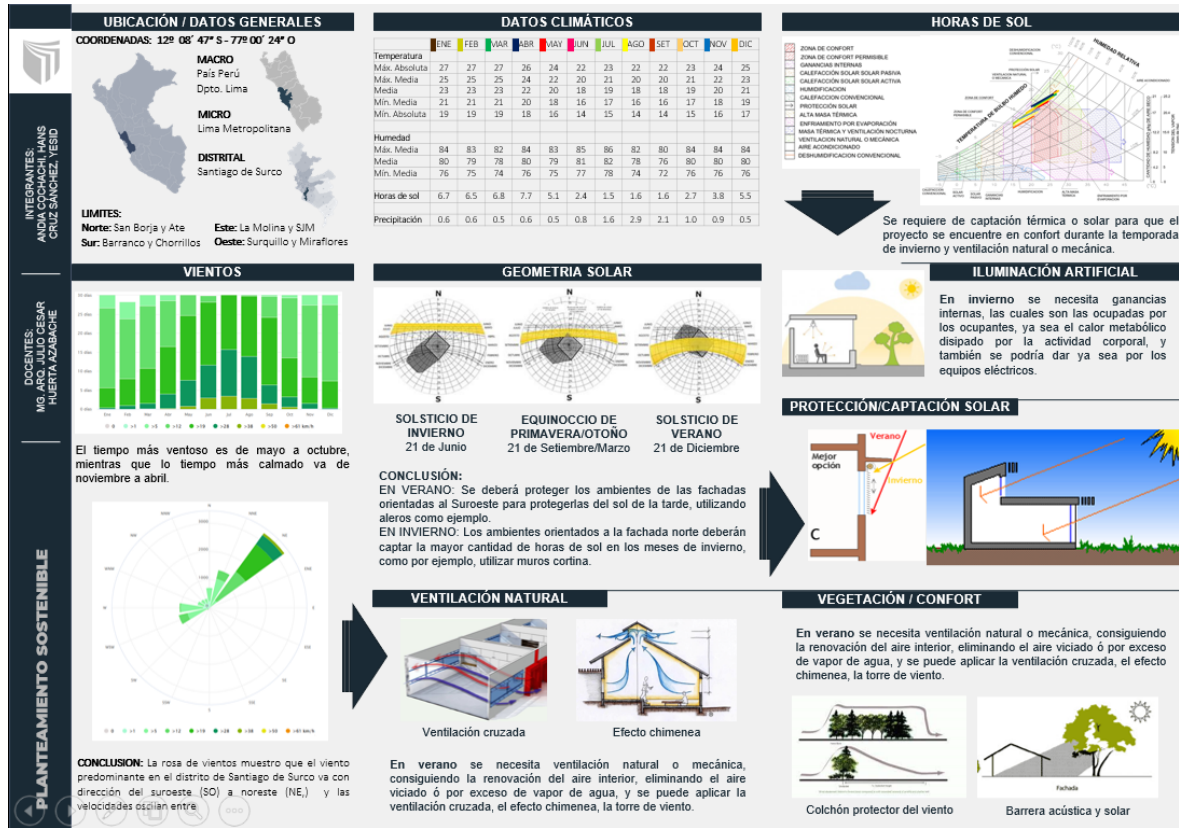 UBICACIÓN / DATOS GENERALES
COORDENADAS: 12º 08´ 47" S - 77º 00´ 24" O
MACRO
País Perú
Dpto. Lima
MICRO
Lima Metropolitana
DISTRITAL
Santiago de Surco
LIMITES:
Norte: San Borja y Ate
Este: La Molina y SJM
Sur: Barranco y Chorrillos
Oeste: Surquillo y Miraflores
INTEGRANTES:
ANDIA COCHACHI, HANS
CRUZ SÁNCHEZ, YESID
DOCENTES:
MG. ARQ. JULIO CESAR
HUERTA AZABACHE
PLANTEAMIENTO SOSTENIBLE
DATOS CLIMÁTICOS
ENE FEB MAR ABR MAY JUN JUL AGO SET OCT NOV DIC
Temperatura
Máx. Absoluta 27 27 27 26 24 22 23 22 22 23 24 25
Máx. Media 25 25 25 24 22 20 21 20 20 21 22 23
Media 23 23 23 22 20 18 19 18 18 19 20 21
Mín. Media 21 21 21 20 18 16 17 16 16 17 18 19
Mín. Absoluta 19 19 19 18 16 14 15 14 14 15 16 17
Humedad
Máx. Media 84 83 82 84 83 85 86 82 80 84 84 84
Media 80 79 78 80 79 81 82 78 76 80 80 80
Mín. Media 76 75 74 76 75 77 78 74 72 76 76 76
Horas de sol 6.7 6.5 6.8 7.7 5.1 2.4 1.5 1.6 1.6 2.7 3.8 5.5
Precipitación 0.6 0.6 0.5 0.6 0.5 0.8 1.6 2.9 2.1 1.0 0.9 0.5
HORAS DE SOL
ZONA DE CONFORT
ZONA DE CONFORT PERMISIBLE
GANANCIAS INTERNAS
CALEFACCIÓN SOLAR SOLAR PASIVA
CALEFACCIÓN SOLAR SOLAR ACTIVA
HUMIDIFICACION
CALEFACCION CONVENCIONAL
PROTECCIÓN SOLAR
ALTA MASA TÉRMICA
ENFRIAMIENTO POR EVAPORACIÓN
MASA TÉRMICA Y VENTILACIÓN NOCTURNA
VENTILACION NATURAL O MECÁNICA
AIRE ACONDICIONADO
DESHUMIDIFICACION CONVENCIONAL
HUMEDAD RELATIVA
TEMPERATURA DE BULBO HUMEDO
Se requiere de captación térmica o solar para que el
proyecto se encuentre en confort durante la temporada
de invierno y ventilación natural o mecánica.
VIENTOS
El tiempo más ventoso es de mayo a octubre,
mientras que lo tiempo más calmado va de
noviembre a abril.
CONCLUSION: La rosa de vientos muestro que el viento
predominante en el distrito de Santiago de Surco va con
dirección del suroeste (SO) - noreste (NE,) y las
velocidades oscilan entre
GEOMETRIA SOLAR
N
N
N
S
S
S
SOLSTICIO DE
INVIERNO
21 de Junio
EQUINOCCIO DE
PRIMAVERA/OTOÑO
21 de Setiembre/Marzo
SOLSTICIO DE
VERANO
21 de Diciembre
CONCLUSIÓN:
EN VERANO: Se deberá proteger los ambientes de las fachadas
orientadas al Suroeste para protegerlas del sol de la tarde, utilizando
aleros como ejemplo.
EN INVIERNO: Los ambientes orientados a la fachada norte deberán
captar la mayor cantidad de horas de sol en los meses de invierno,
como por ejemplo, utilizar muros cortina.
ILUMINACIÓN ARTIFICIAL
En invierno se necesita ganancias
internas, las cuales son las ocupadas por
los ocupantes, ya sea el calor metabólico
disipado por la actividad corporal, y
también se podría dar ya sea por los
equipos eléctricos.
PROTECCIÓN/CAPTACIÓN SOLAR
Mejor
opción
Verano
Invierno
C
VENTILACIÓN NATURAL
Ventilación cruzada
Efecto chimenea
En verano se necesita ventilación natural o mecánica,
consiguiendo la renovación del aire interior, eliminando el aire
viciado ó por exceso de vapor de agua, y se puede aplicar la
ventilación cruzada, el efecto chimenea, la torre de viento.
VEGETACIÓN / CONFORT
En verano se necesita ventilación natural o mecánica, consiguiendo
la renovación del aire interior, eliminando el aire viciado ó por exceso
de vapor de agua, y se puede aplicar la ventilación cruzada, el efecto
chimenea, la torre de viento.
Fachada
Colchón protector del viento
Barrera acústica y solar